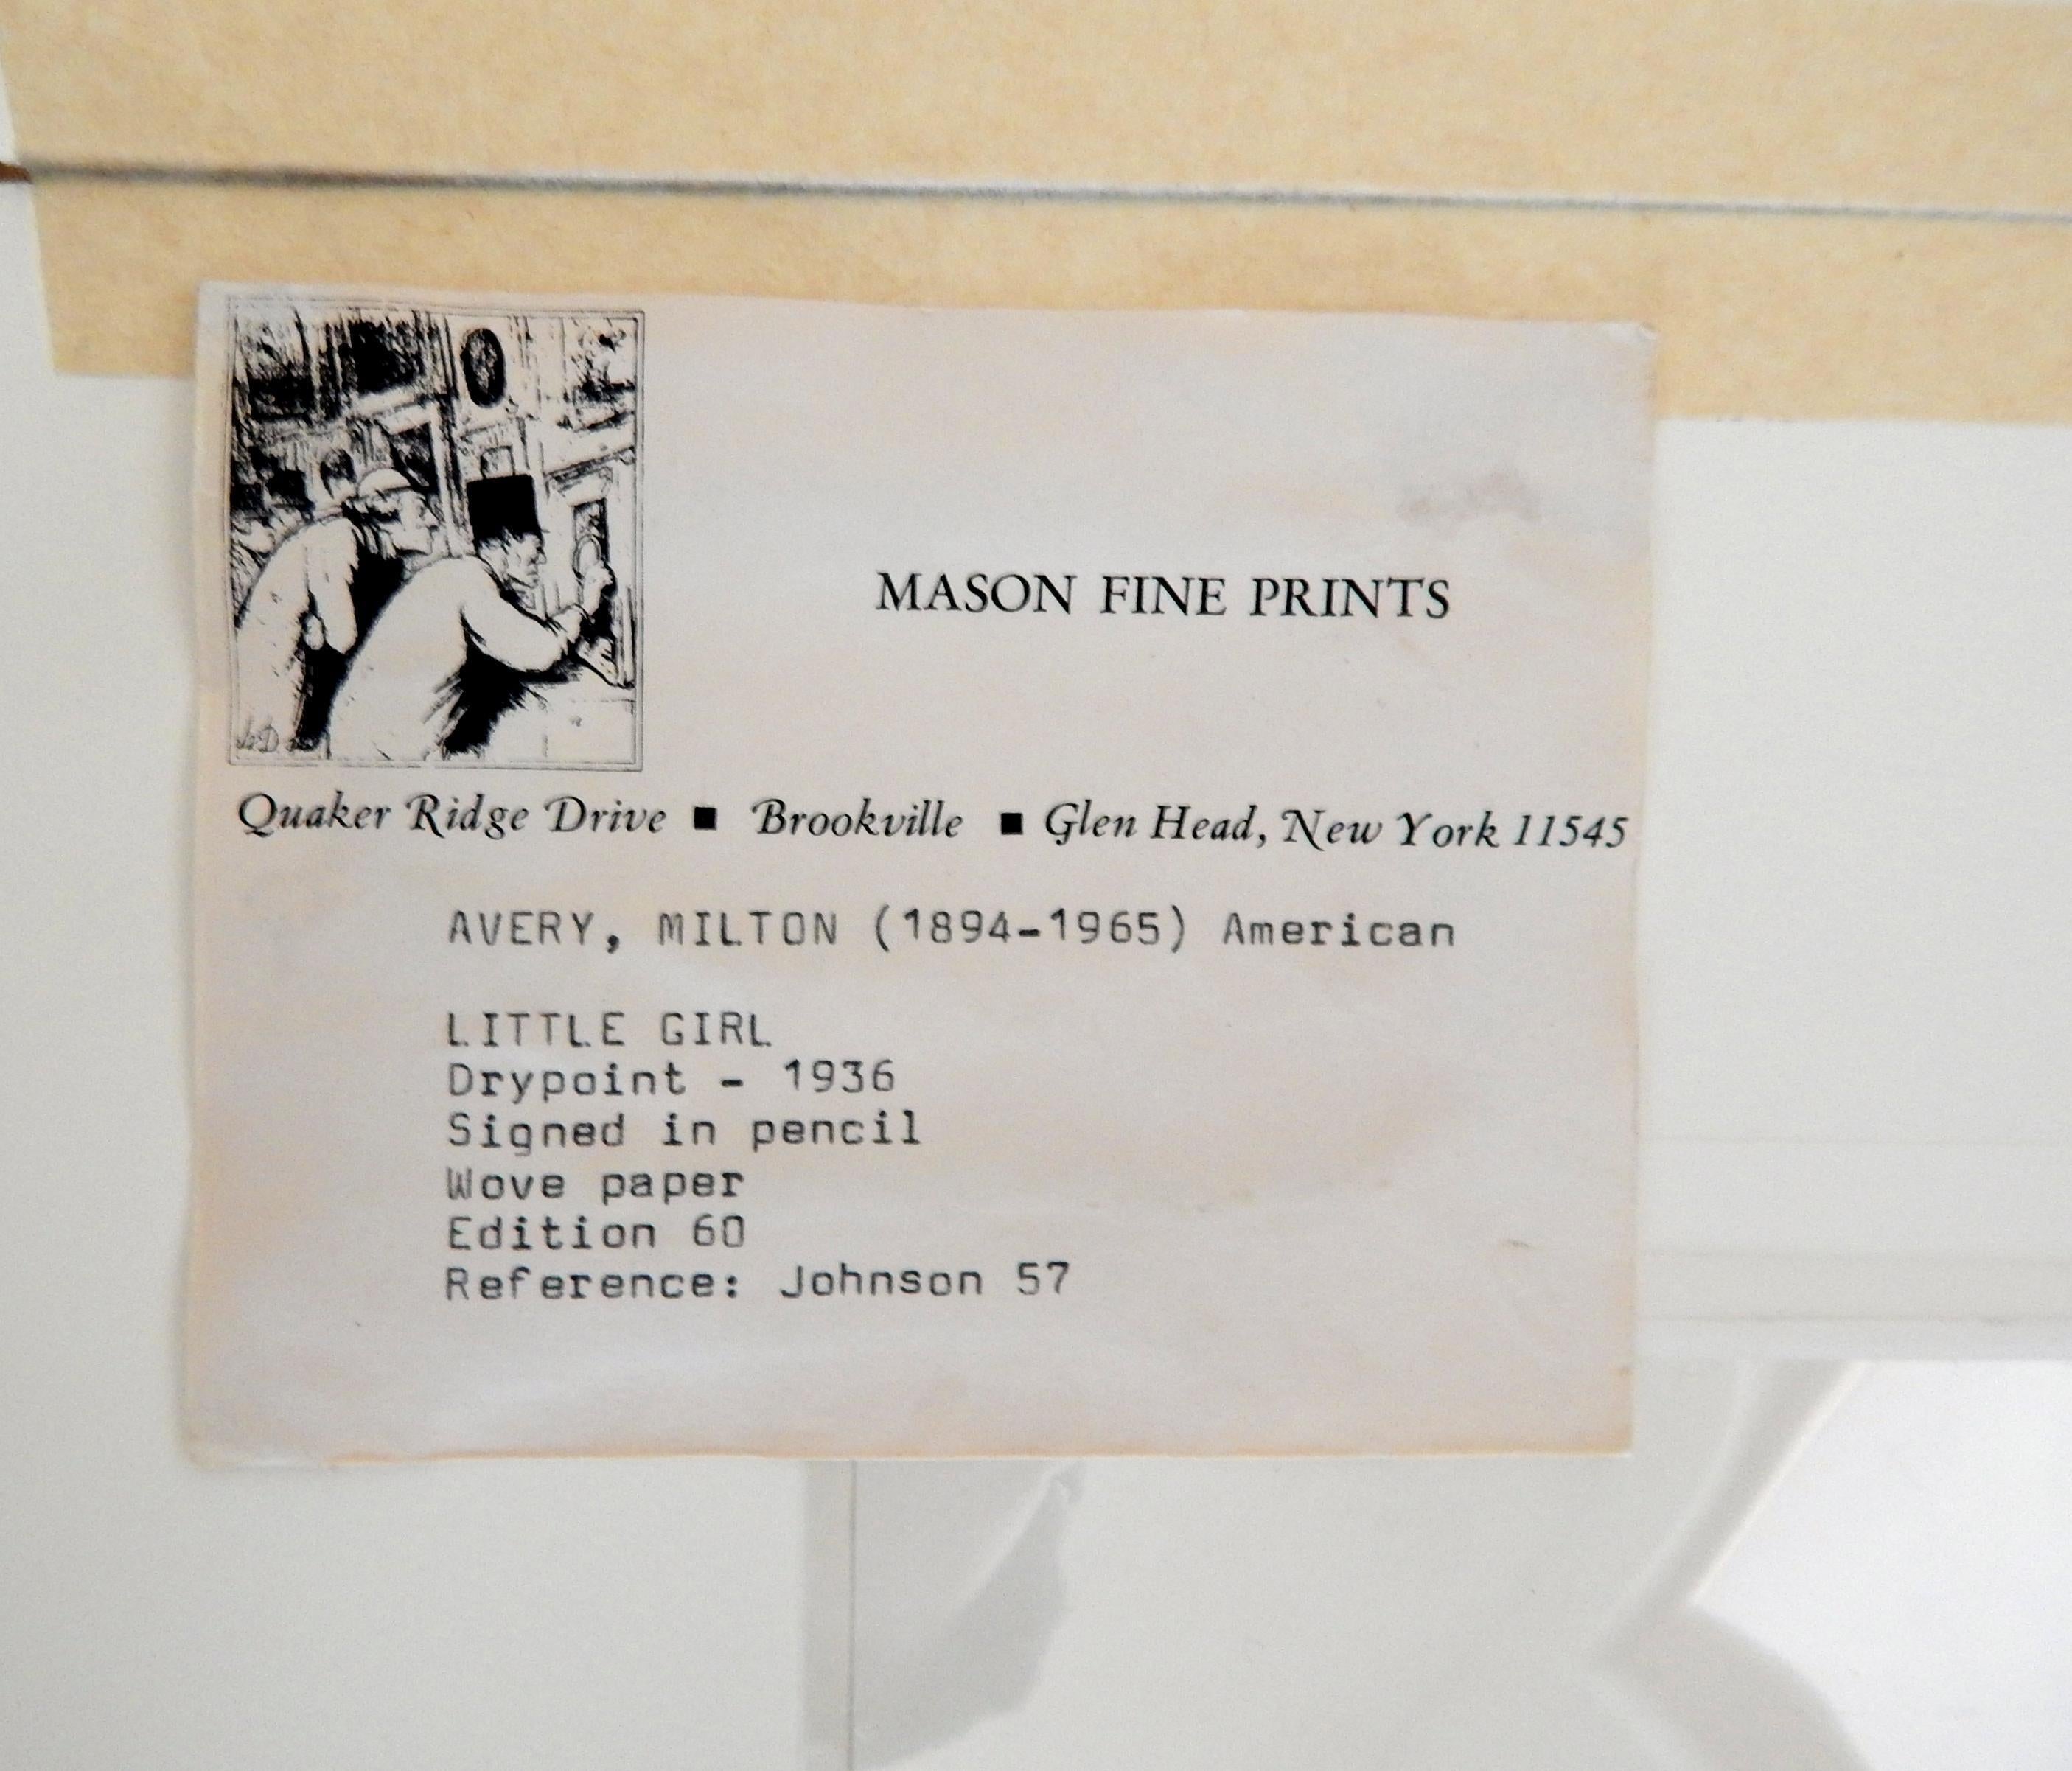 MASON FINE PRINTS
Quaker Ridge Drive ■ Brookville ■ Glen Head, New York 11545
AVERY, MILTON (1894-1965) American
LITTLE GIRL
Drypoint - 1936
Signed in pencil
Wove paper
Edition 60
Reference: Johnson 57